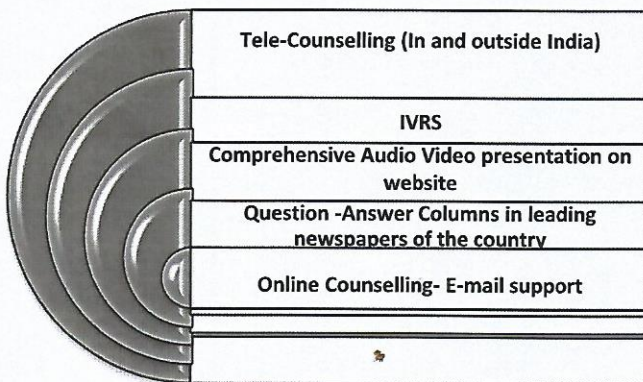 Tele-Counselling (In and outside India)
IVRS
Comprehensive Audio Video presentation on
website
Question -Answer Columns in leading
newspapers of the country
Online Counselling- E-mail support